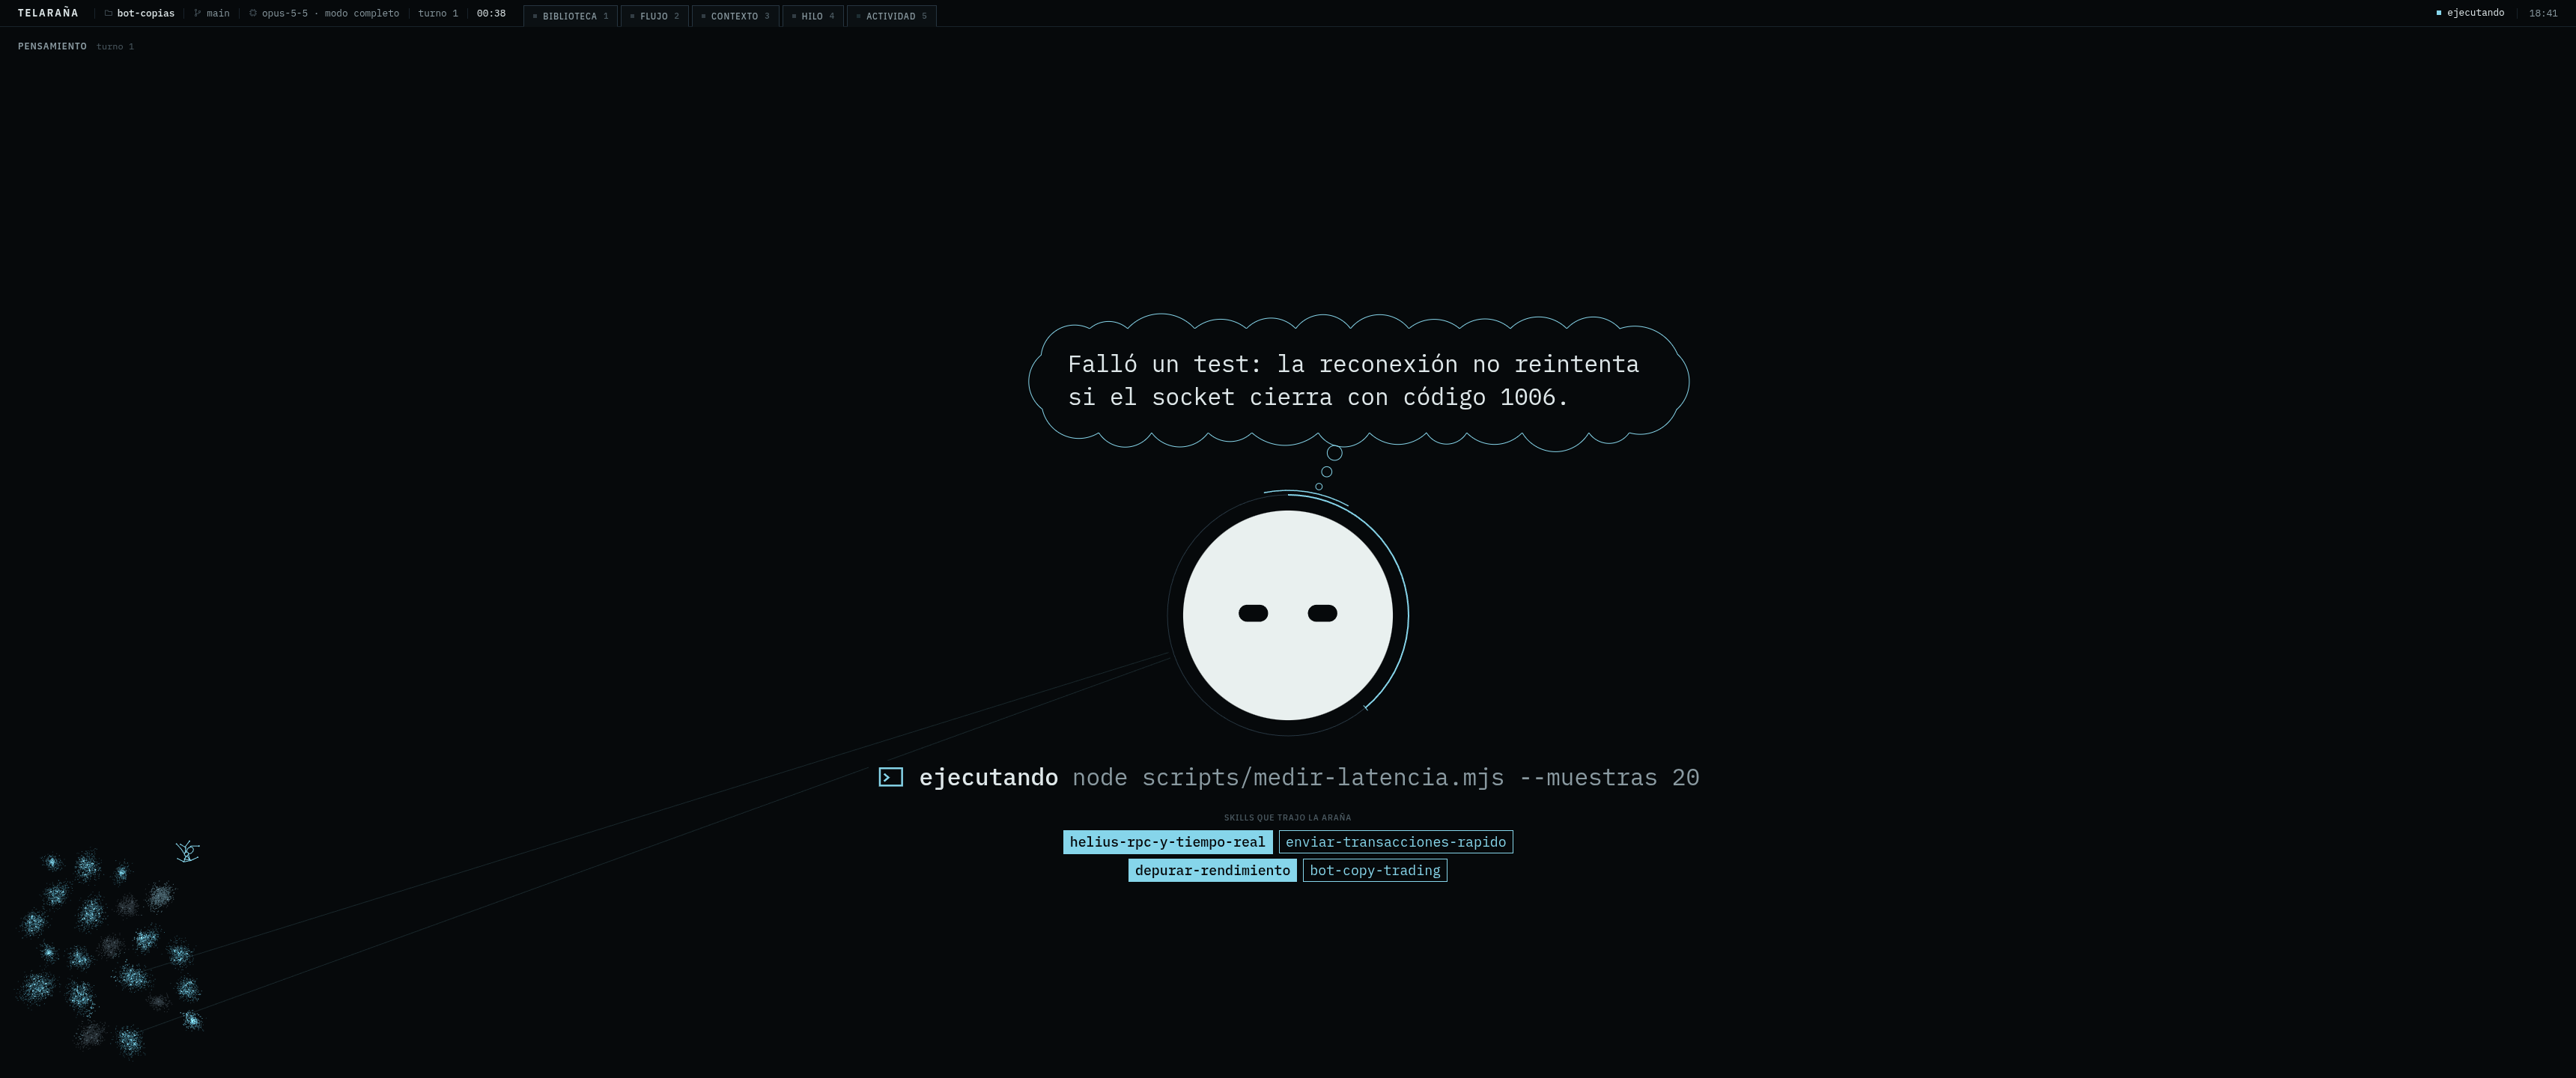 TELARAÑA bot-copias main opus-5-5 · modo completo turno 1 00:38 BIBLIOTECA 1 FLUJO 2 CONTEXTO 3 HILO 4 ACTIVIDAD 5 ejecutando 18:41
PENSAMIENTO turno 1
Falló un test: la reconexión no reintenta
si el socket cierra con código 1006.
ejecutando node scripts/medir-latencia.mjs --muestras 20
SKILLS QUE TRAJO LA ARAÑA
helius-rpc-y-tiempo-real enviar-transacciones-rapido
depurar-rendimiento bot-copy-trading